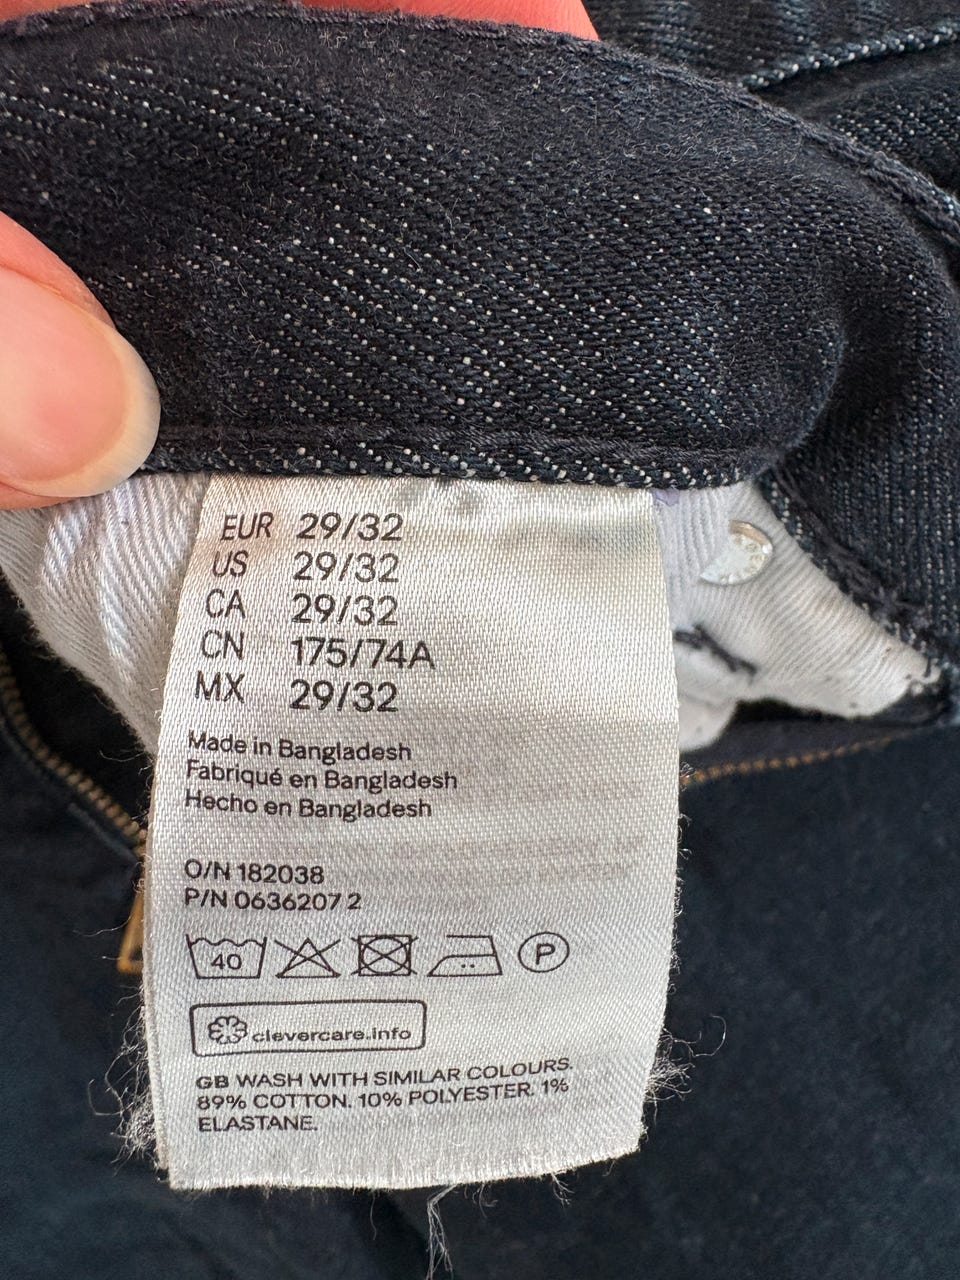 EUR 29/32
US 29/32
CA 29/32
CN 175/74A
MX 29/32
Made in Bangladesh
Fabriqué en Bangladesh
Hecho en Bangladesh
O/N 182038
P/N 0636207 2
40 P
clevercare.info
GB WASH WITH SIMILAR COLOURS.
89% COTTON. 10% POLYESTER. 1%
ELASTANE.